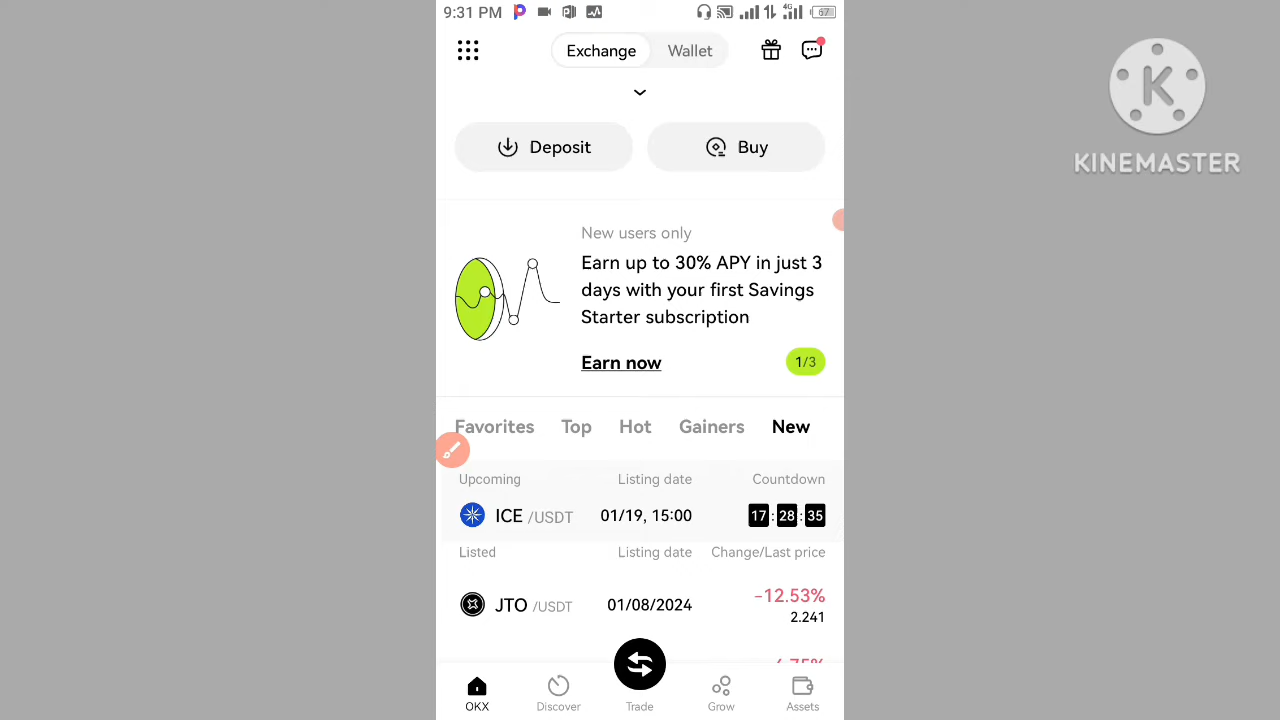 9:31 PM
4G
67
Exchange
Wallet
KINEMASTER
Deposit
Buy
New users only
Earn up to 30% APY in just 3
days with your first Savings
Starter subscription
Earn now
1/3
Favorites Top Hot Gainers New
Upcoming Listing date Countdown
ICE /USDT 01/19, 15:00 17:28:35
Listed Listing date Change/Last price
JTO /USDT 01/08/2024 -12.53%
2.241
OKX Discover Trade Grow Assets